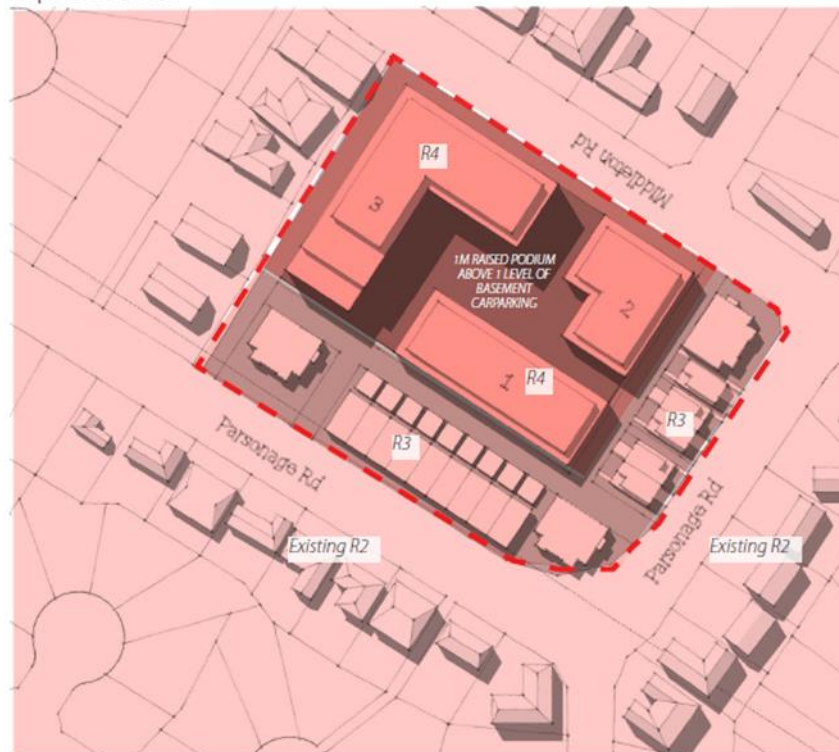 R4
Middleton Rd
3
1M RAISED PODIUM
ABOVE 1 LEVEL OF
BASEMENT
CARPARKING
2
1
R4
R3
R3
Parsonage Rd
Parsonage Rd
Existing R2
Existing R2